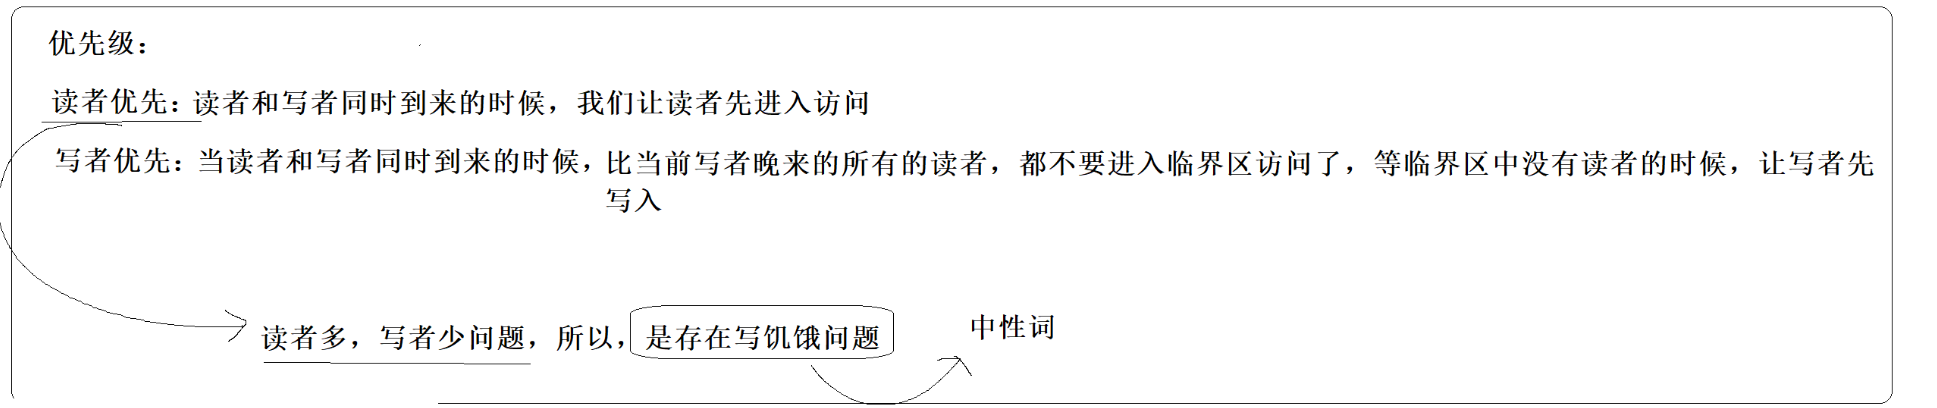 优先级：
读者优先：读者和写者同时到来的时候，我们让读者先进入访问
写者优先：当读者和写者同时到来的时候，比当前写者晚来的所有的读者，都不要进入临界区访问了，等临界区中没有读者的时候，让写者先
写入
读者多，写者少问题，所以，是存在写饥饿问题
中性词